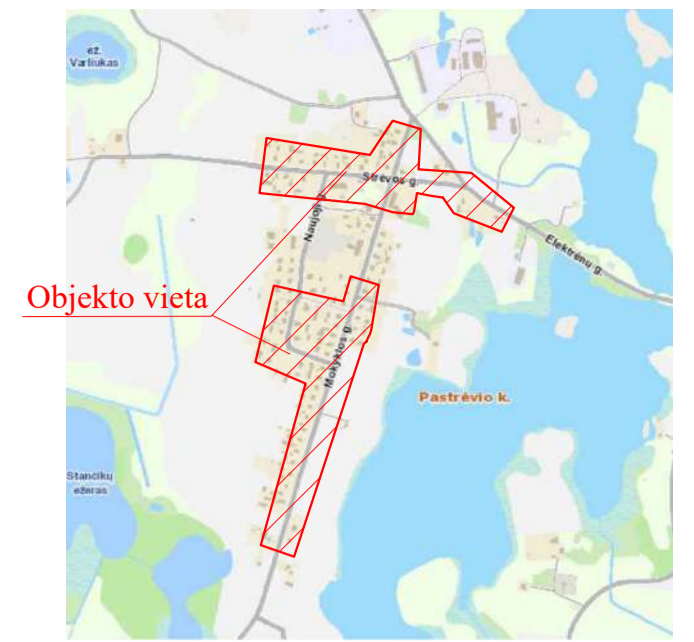 ež.
Varliukas
Strėvos g.
Naujoji g.
Elektrėnų g.
Objekto vieta
Mokyklos g.
Pastrėvio k.
Stančikų
ežeras